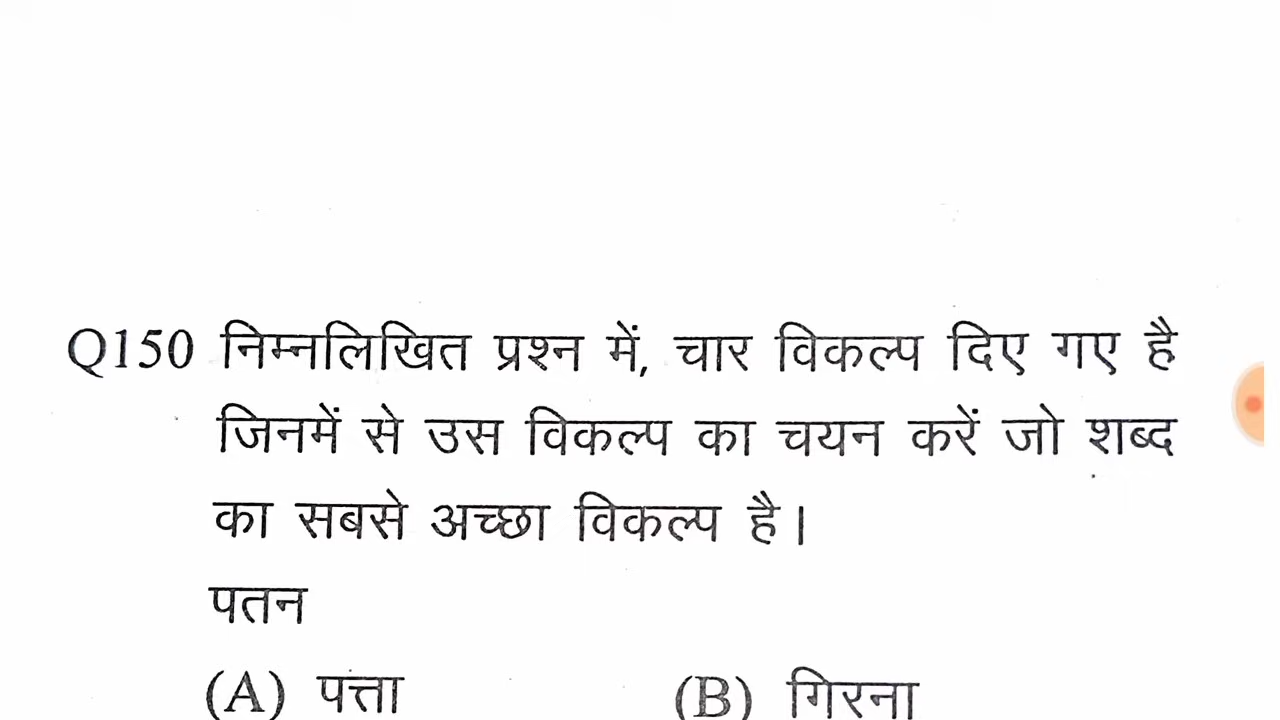 Q150 निम्नलिखित प्रश्न में, चार विकल्प दिए गए है
जिनमें से उस विकल्प का चयन करें जो शब्द
का सबसे अच्छा विकल्प है।
पतन
(A) पत्ता (B) गिरना